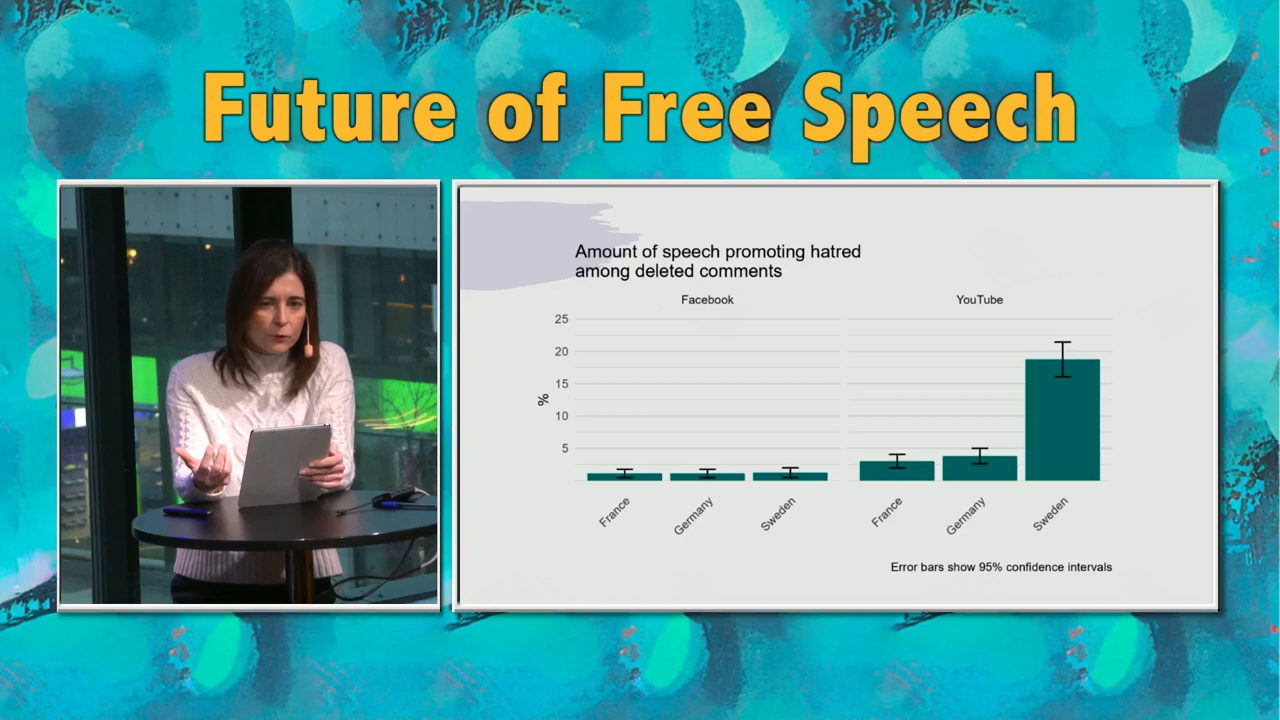 Future of Free Speech
Amount of speech promoting hatred
among deleted comments
Facebook
YouTube
25
20
15
10
5
%
France
Germany
Sweden
France
Germany
Sweden
Error bars show 95% confidence intervals